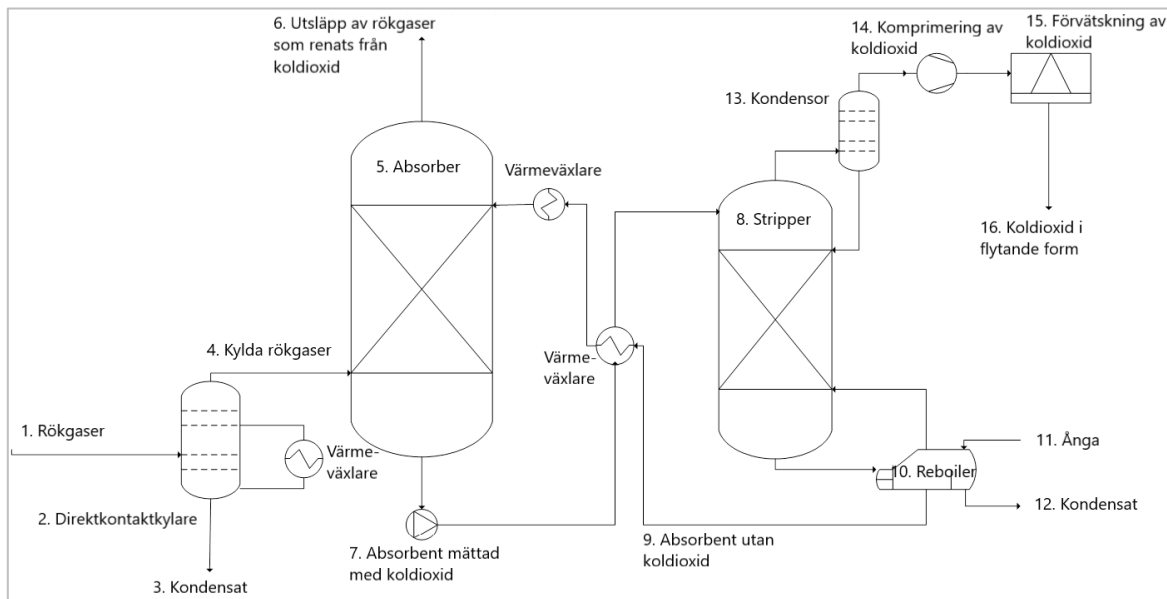 6. Utsläpp av rökgaser
som renats från
koldioxid
14. Komprimering av
koldioxid
15. Förvätskning av
koldioxid
13. Kondensor
5. Absorber
Värmeväxlare
8. Stripper
16. Koldioxid i
flytande form
4. Kylda rökgaser
Värme-
växlare
1. Rökgaser
Värme-
växlare
11. Ånga
10. Reboiler
12. Kondensat
2. Direktkontaktkylare
9. Absorbent utan
koldioxid
7. Absorbent mättad
med koldioxid
3. Kondensat